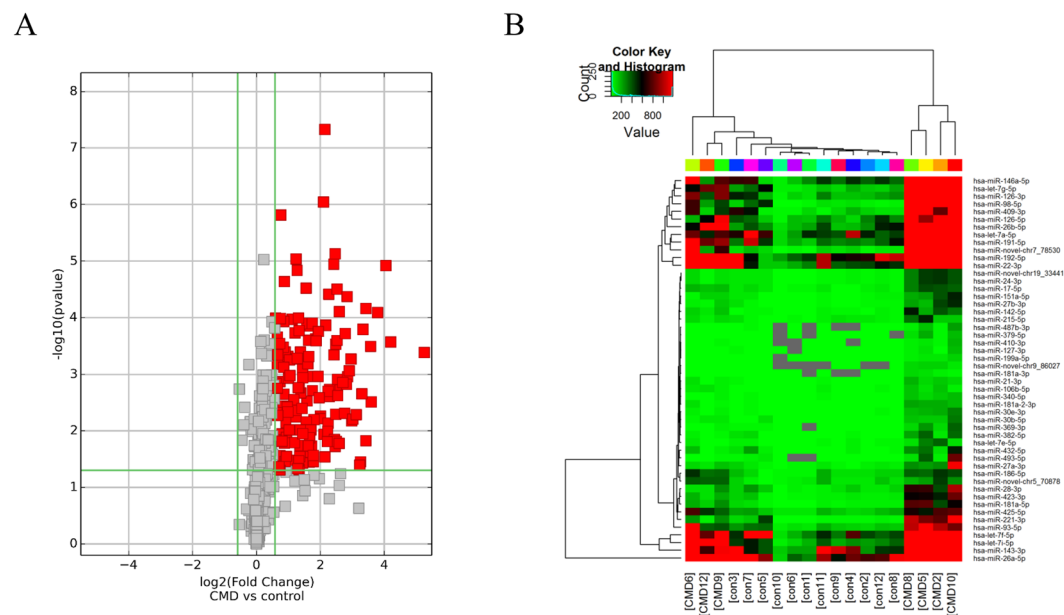 A
B
8
7
6
5
4
3
2
1
0
-log10(pvalue)
−4
−2
0
2
4
log2(Fold Change)
CMD vs control
Color Key
and Histogram
Count
0
250
200
800
Value
hsa-miR-146a-5p
hsa-let-7g-5p
hsa-miR-126-3p
hsa-miR-98-5p
hsa-miR-409-3p
hsa-miR-126-5p
hsa-miR-26b-5p
hsa-let-7a-5p
hsa-miR-191-5p
hsa-miR-novel-chr7_78530
hsa-miR-192-5p
hsa-miR-22-3p
hsa-miR-novel-chr19_33441
hsa-miR-24-3p
hsa-miR-17-5p
hsa-miR-151a-5p
hsa-miR-27b-3p
hsa-miR-142-5p
hsa-miR-215-5p
hsa-miR-487b-3p
hsa-miR-379-5p
hsa-miR-410-3p
hsa-miR-127-3p
hsa-miR-199a-5p
hsa-miR-novel-chr9_86027
hsa-miR-181a-3p
hsa-miR-21-3p
hsa-miR-106b-5p
hsa-miR-340-5p
hsa-miR-181a-2-3p
hsa-miR-30e-3p
hsa-miR-30b-5p
hsa-miR-369-3p
hsa-miR-382-5p
hsa-let-7e-5p
hsa-miR-432-5p
hsa-miR-493-5p
hsa-miR-27a-3p
hsa-miR-186-5p
hsa-miR-novel-chr5_70878
hsa-miR-28-3p
hsa-miR-423-3p
hsa-miR-181a-5p
hsa-miR-425-5p
hsa-miR-221-3p
hsa-miR-93-5p
hsa-let-7f-5p
hsa-let-7i-5p
hsa-miR-143-3p
hsa-miR-26a-5p
[CMD6]
[CMD12]
[CMD9]
[con3]
[con7]
[con5]
[con10]
[con6]
[con1]
[con11]
[con9]
[con4]
[con2]
[con12]
[con8]
[CMD8]
[CMD5]
[CMD2]
[CMD10]